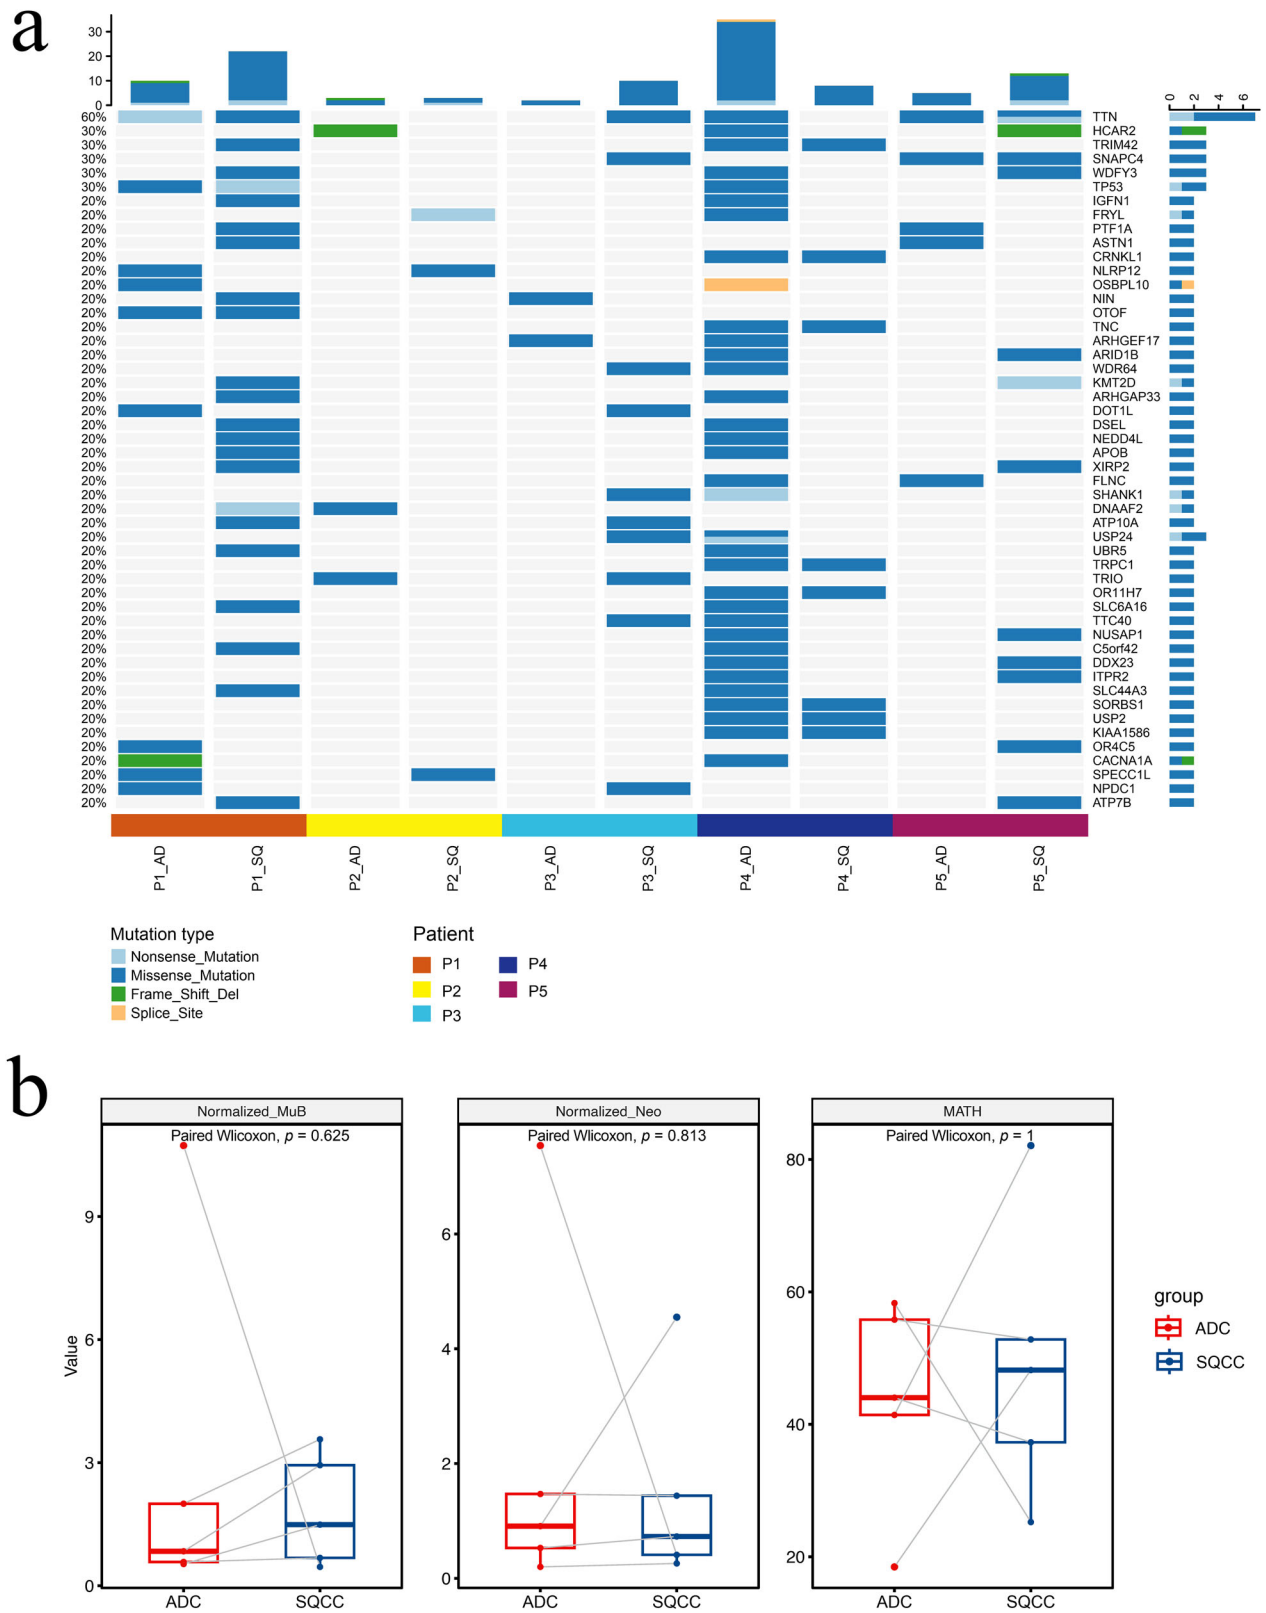 a
30
20
10
0
0 2 4 6
60% TTN
30% HCAR2
30% TRIM42
30% SNAPC4
30% WDFY3
30% TP53
20% IGFN1
20% FRYL
20% PTF1A
20% ASTN1
20% CRNKL1
20% NLRP12
20% OSBPL10
20% NIN
20% OTOF
20% TNC
20% ARHGEF17
20% ARID1B
20% WDR64
20% KMT2D
20% ARHGAP33
20% DOT1L
20% DSEL
20% NEDD4L
20% APOB
20% XIRP2
20% FLNC
20% SHANK1
20% DNAAF2
20% ATP10A
20% USP24
20% UBR5
20% TRPC1
20% TRIO
20% OR11H7
20% SLC6A16
20% TTC40
20% NUSAP1
20% C5orf42
20% DDX23
20% ITPR2
20% SLC44A3
20% SORBS1
20% USP2
20% KIAA1586
20% OR4C5
20% CACNA1A
20% SPECC1L
20% NPDC1
20% ATP7B
P1_AD P1_SQ P2_AD P2_SQ P3_AD P3_SQ P4_AD P4_SQ P5_AD P5_SQ
Mutation type
Nonsense_Mutation
Missense_Mutation
Frame_Shift_Del
Splice_Site
Patient
P1 P4
P2 P5
P3
b
Normalized_MuB
Paired Wlicoxon, p = 0.625
Value
9
6
3
0
ADC SQCC
Normalized_Neo
Paired Wlicoxon, p = 0.813
6
4
2
0
ADC SQCC
MATH
Paired Wlicoxon, p = 1
80
60
40
20
ADC SQCC
group
ADC
SQCC